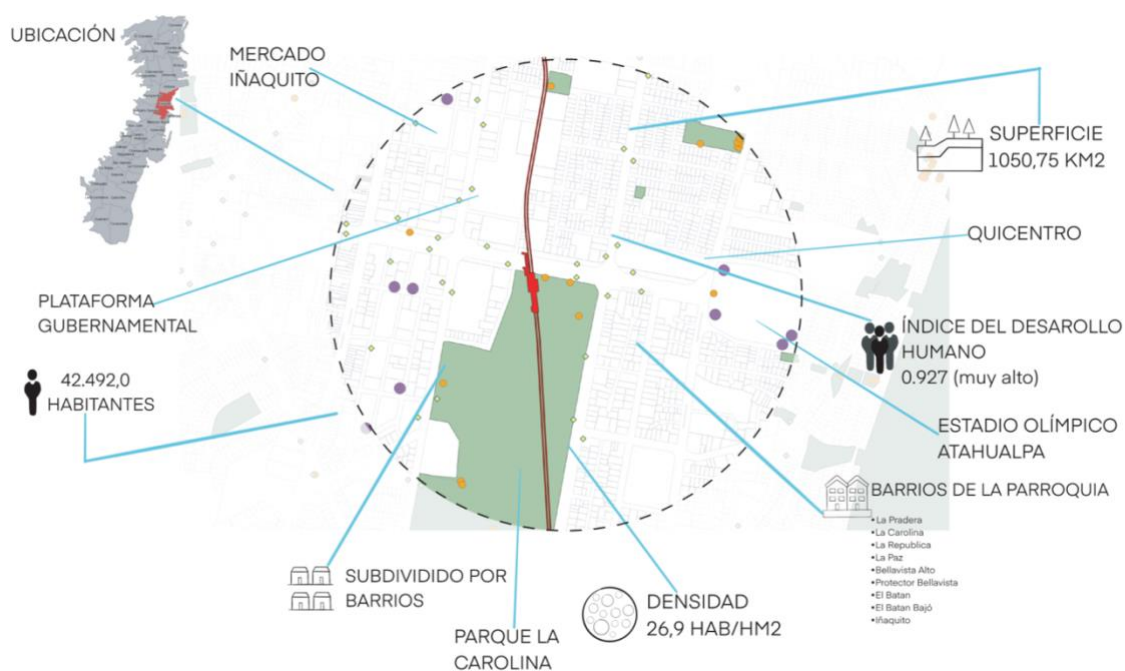 UBICACIÓN
MERCADO
IÑAQUITO
SUPERFICIE
1050,75 KM2
QUICENTRO
PLATAFORMA
GUBERNAMENTAL
ÍNDICE DEL DESAROLLO
HUMANO
0.927 (muy alto)
42.492,0
HABITANTES
ESTADIO OLÍMPICO
ATAHUALPA
BARRIOS DE LA PARROQUIA
•La Pradera
•La Carolina
•La Republica
•La Paz
•Bellavista Alto
•Protector Bellavista
•El Batan
•El Batan Bajó
•Iñaquito
SUBDIVIDIDO POR
BARRIOS
DENSIDAD
26,9 HAB/HM2
PARQUE LA
CAROLINA